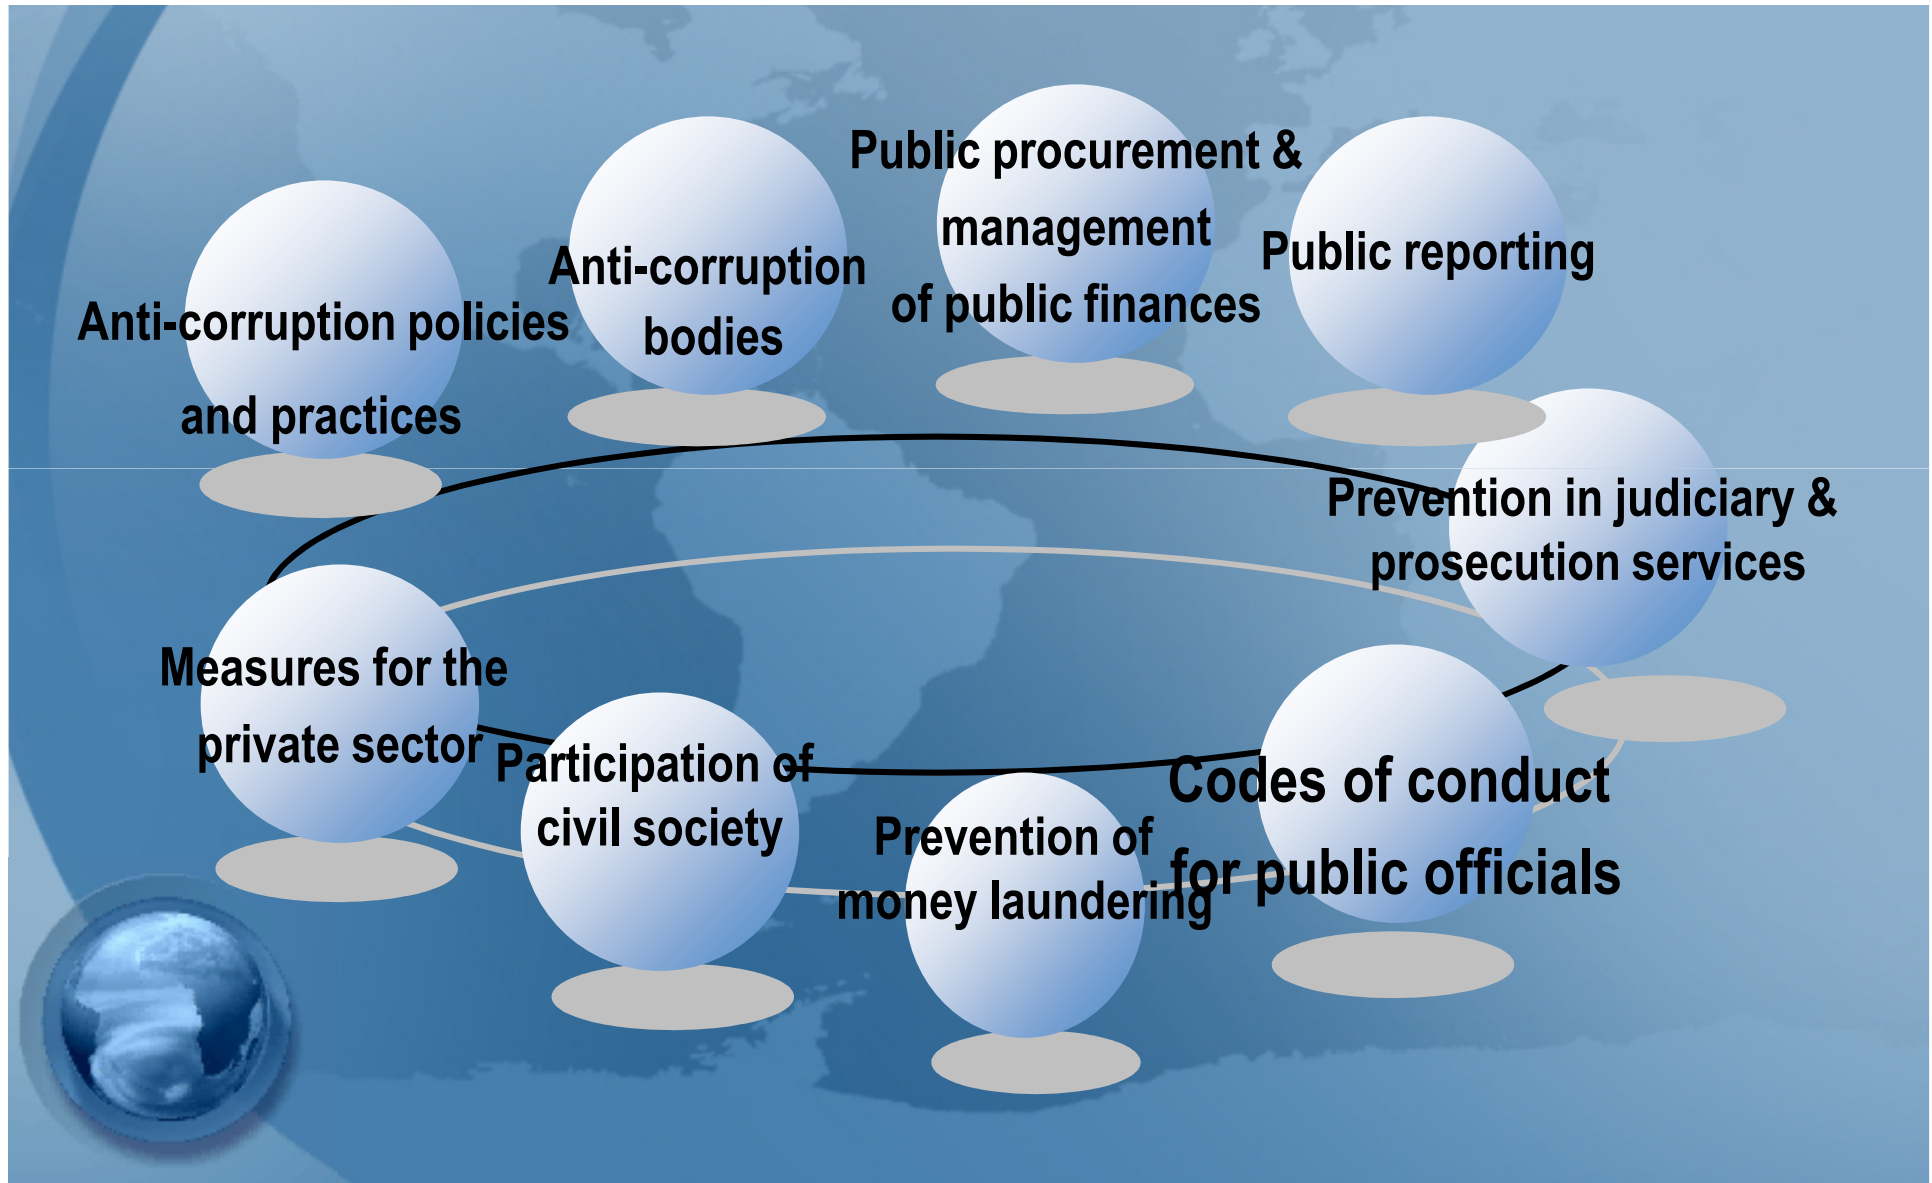 Anti-corruption policies
and practices
Anti-corruption
bodies
Public procurement &
management
of public finances
Public reporting
Prevention in judiciary &
prosecution services
Measures for the
private sector
Participation of
civil society
Prevention of
money laundering
Codes of conduct
for public officials